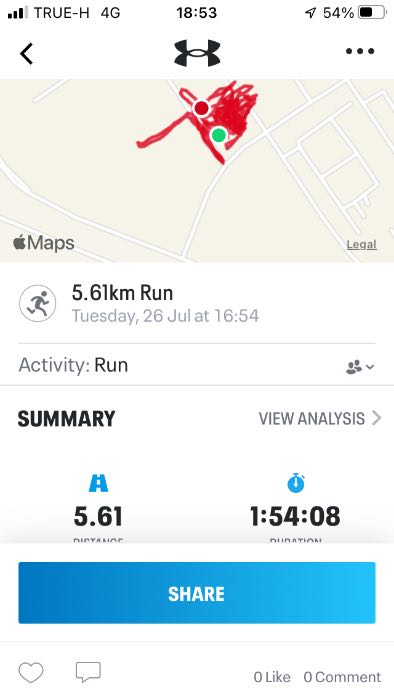 TRUE-H 4G 18:53 54%
Maps
Legal
5.61km Run
Tuesday, 26 Jul at 16:54
Activity: Run
SUMMARY
VIEW ANALYSIS
5.61
1:54:08
DISTANCE
DURATION
SHARE
0 Like 0 Comment